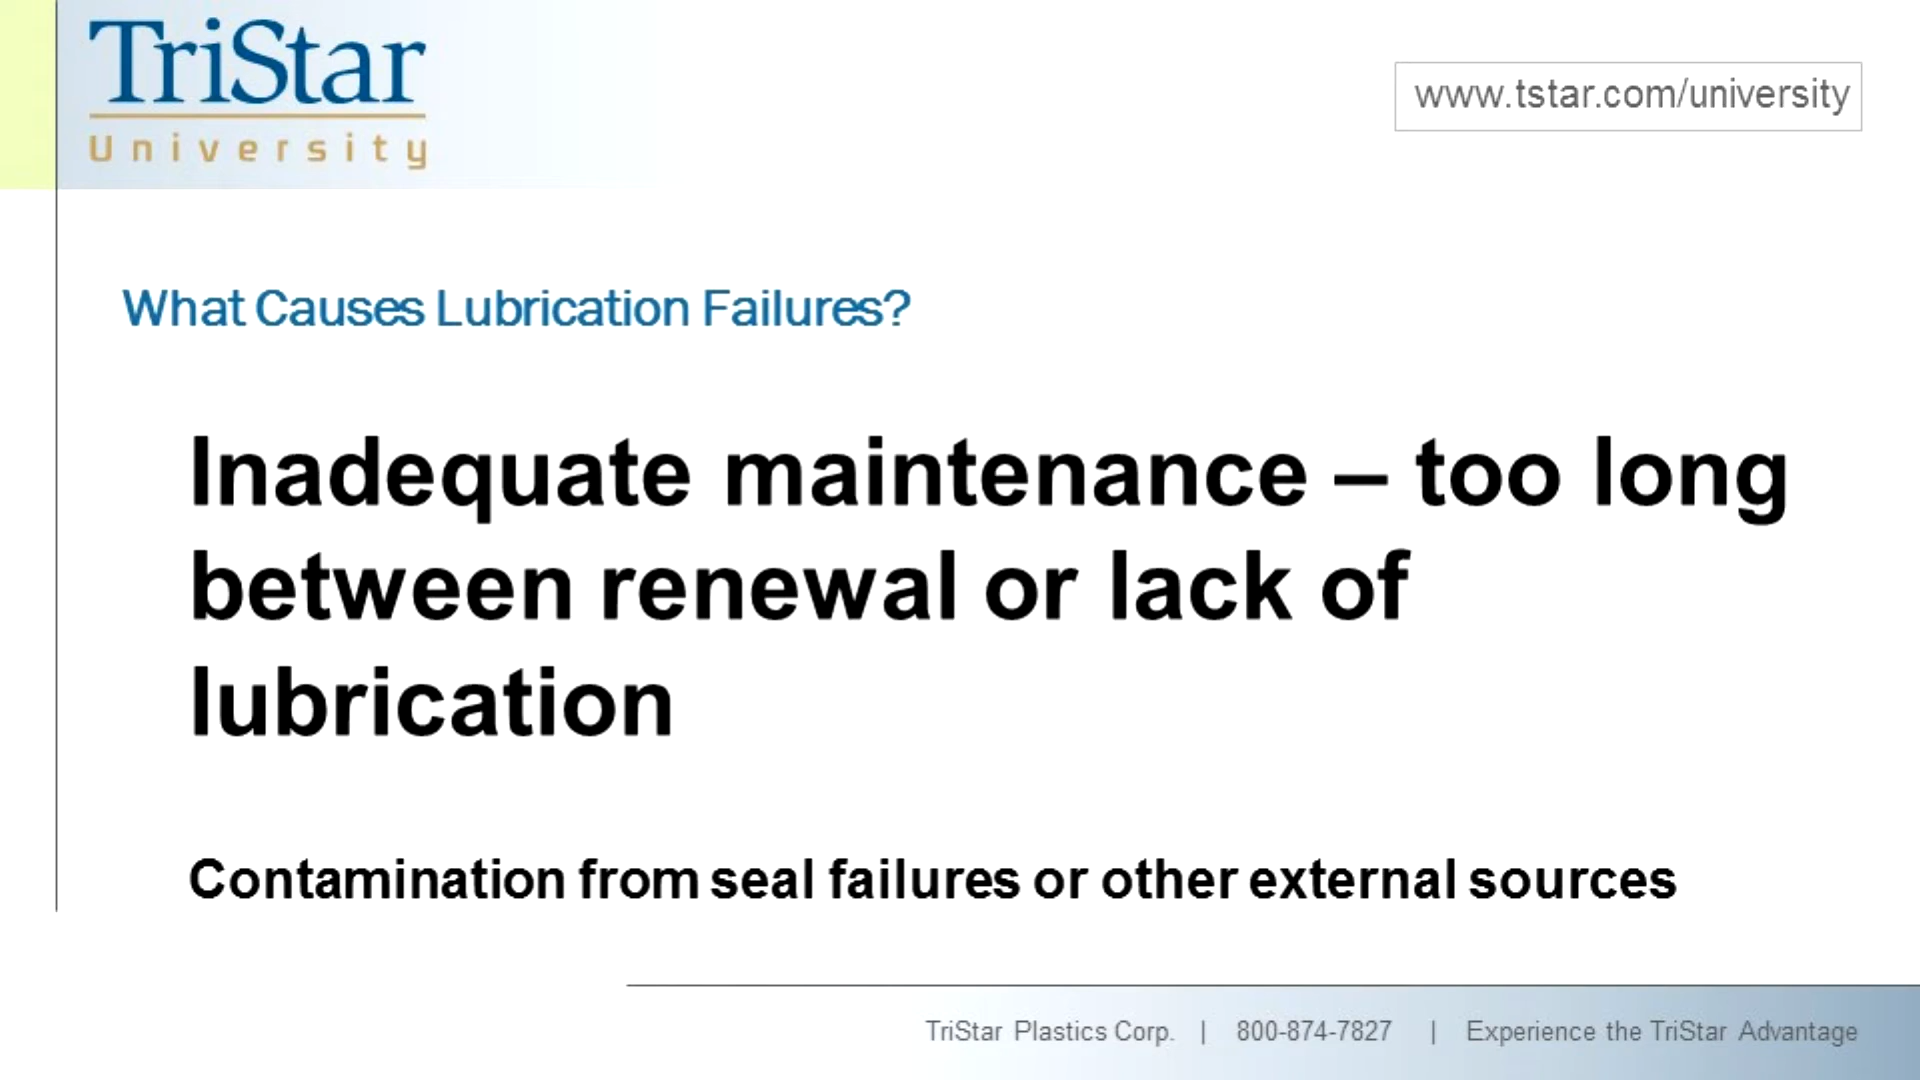 TriStar
University
www.tstar.com/university
What Causes Lubrication Failures?
Inadequate maintenance – too long
between renewal or lack of
lubrication
Contamination from seal failures or other external sources
TriStar Plastics Corp. | 800-874-7827 | Experience the TriStar Advantage